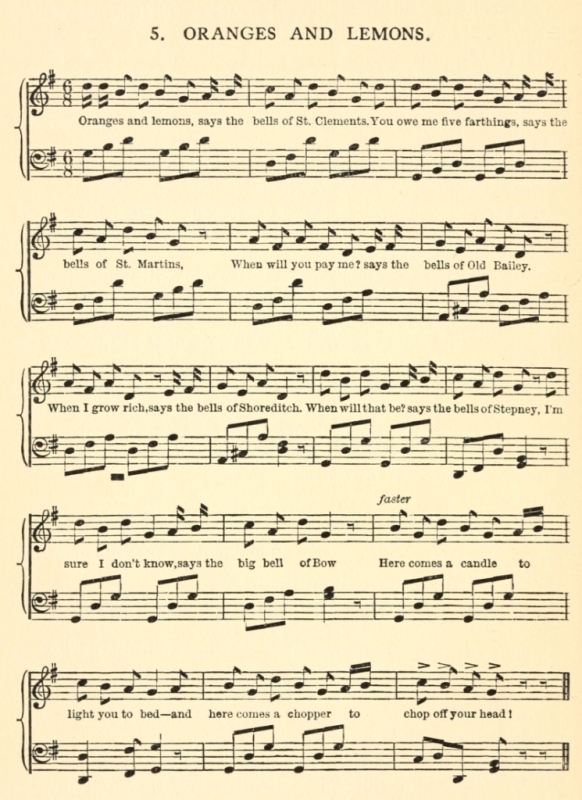 5. ORANGES AND LEMONS.
6
8
Oranges and lemons, says the bells of St. Clements. You owe me five farthings, says the
6
8
bells of St. Martins, When will you pay me? says the bells of Old Bailey.
When I grow rich, says the bells of Shoreditch. When will that be? says the bells of Stepney, I'm
faster
sure I don't know, says the big bell of Bow Here comes a candle to
light you to bed—and here comes a chopper to chop off your head!